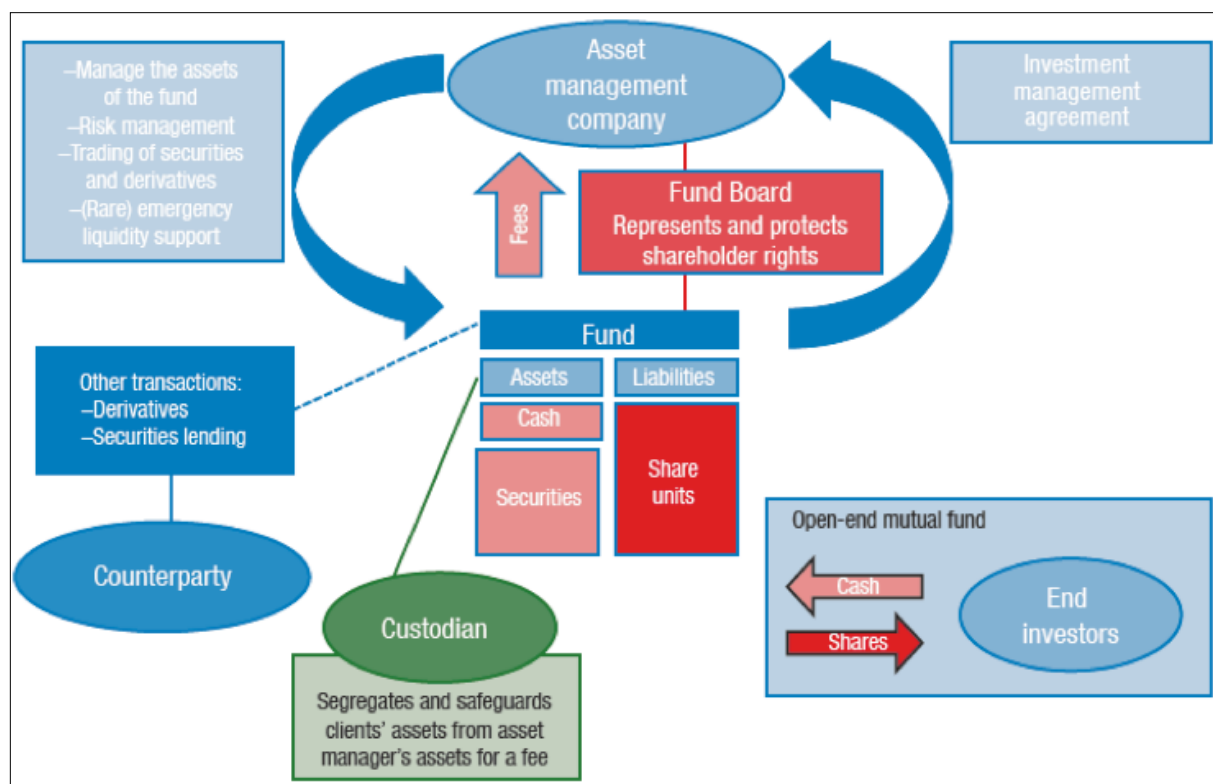 –Manage the assets
of the fund
–Risk management
–Trading of securities
and derivatives
–(Rare) emergency
liquidity support
Asset
management
company
Investment
management
agreement
Fees
Fund Board
Represents and protects
shareholder rights
Fund
Assets
Liabilities
Cash
Securities
Share
units
Other transactions:
–Derivatives
–Securities lending
Counterparty
Custodian
Segregates and safeguards
clients’ assets from asset
manager’s assets for a fee
Open-end mutual fund
Cash
Shares
End
investors